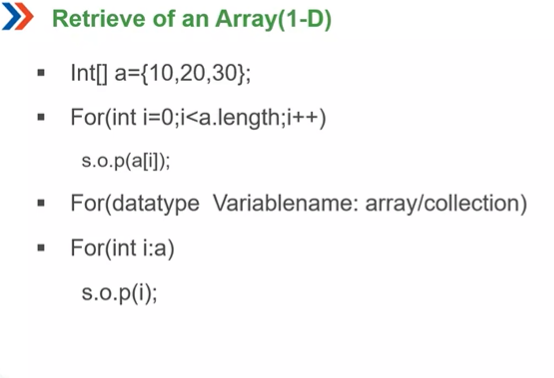 Retrieve of an Array(1-D)
Int[] a={10,20,30};
For(int i=0;i<a.length;i++)
s.o.p(a[i]);
For(datatype Variablename: array/collection)
For(int i:a)
s.o.p(i);